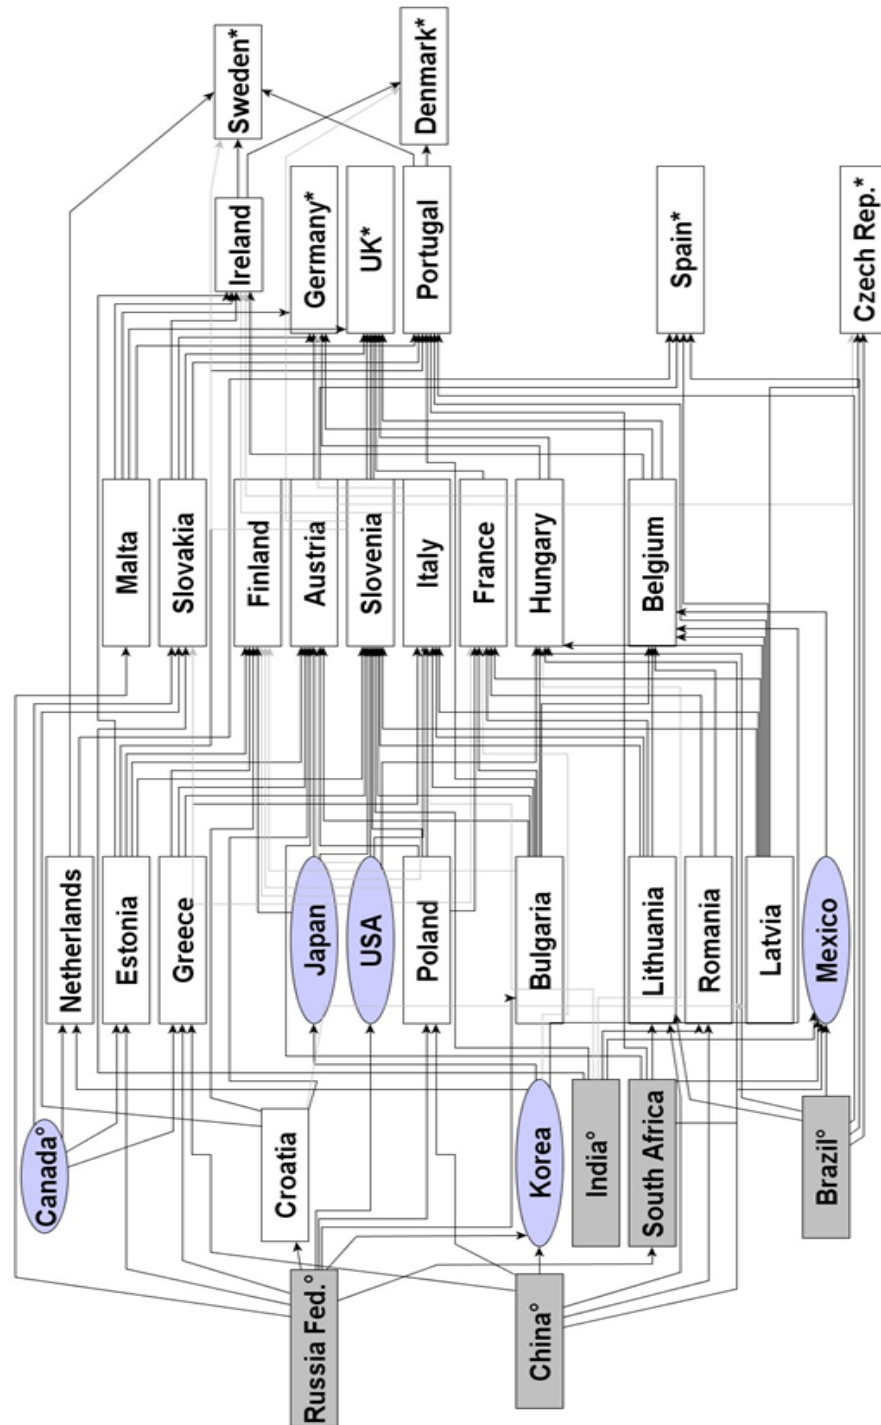 Sweden*
Denmark*
Ireland
Germany*
UK*
Portugal
Spain*
Czech Rep.*
Malta
Slovakia
Finland
Austria
Slovenia
Italy
France
Hungary
Belgium
Netherlands
Estonia
Greece
Japan
USA
Poland
Bulgaria
Lithuania
Romania
Latvia
Mexico
Canada°
Croatia
Korea
India°
South Africa
Brazil°
Russia Fed.°
China°